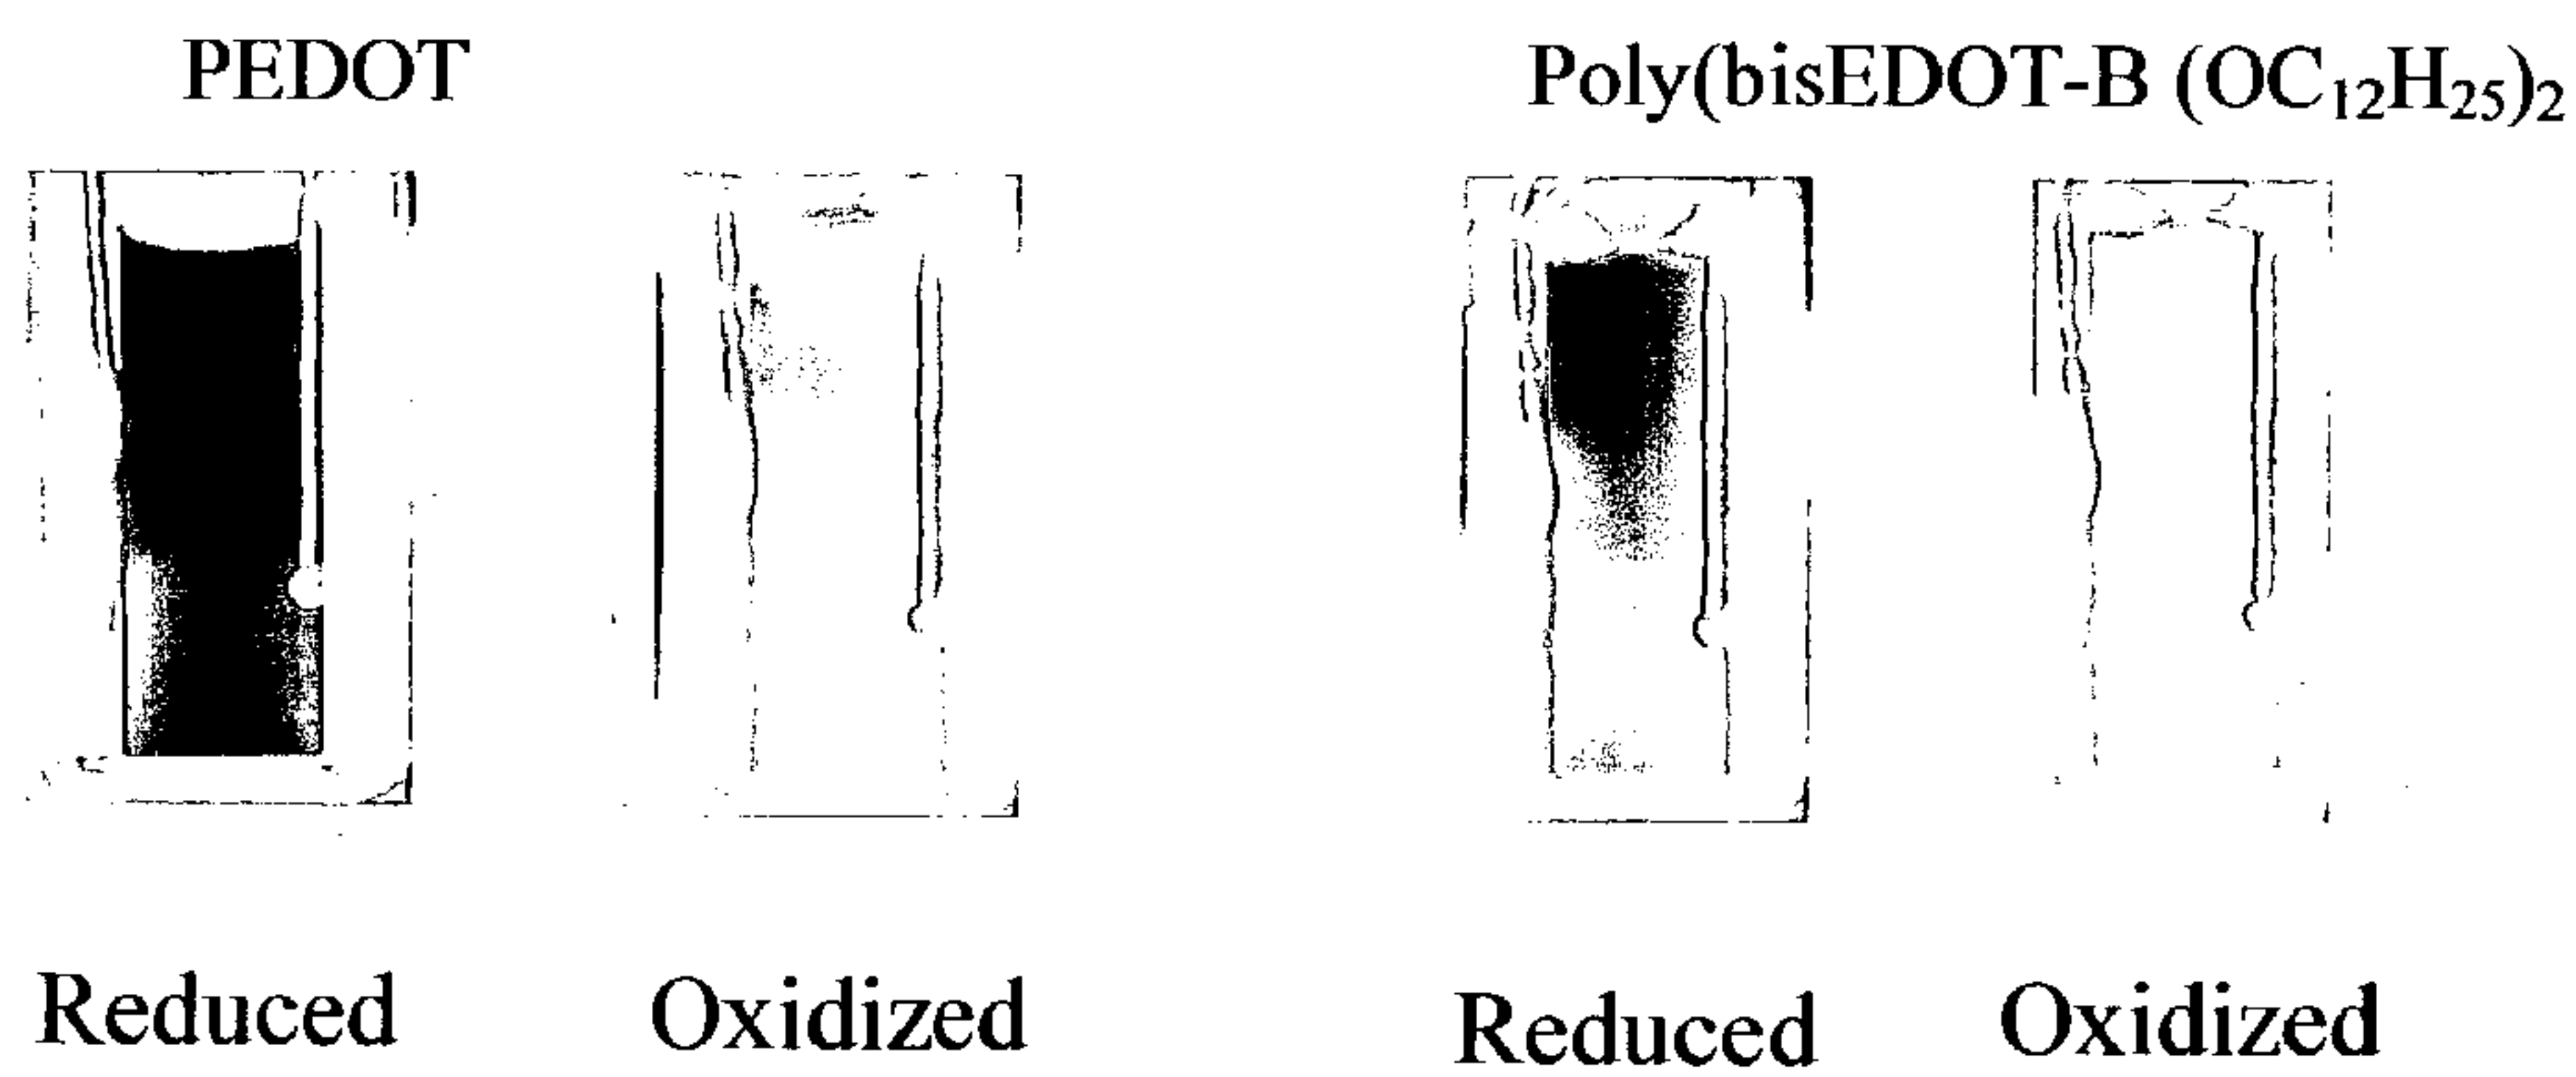 PEDOT
Poly(bisEDOT-B (OC₁₂H₂₅)₂
Reduced
Oxidized
Reduced
Oxidized